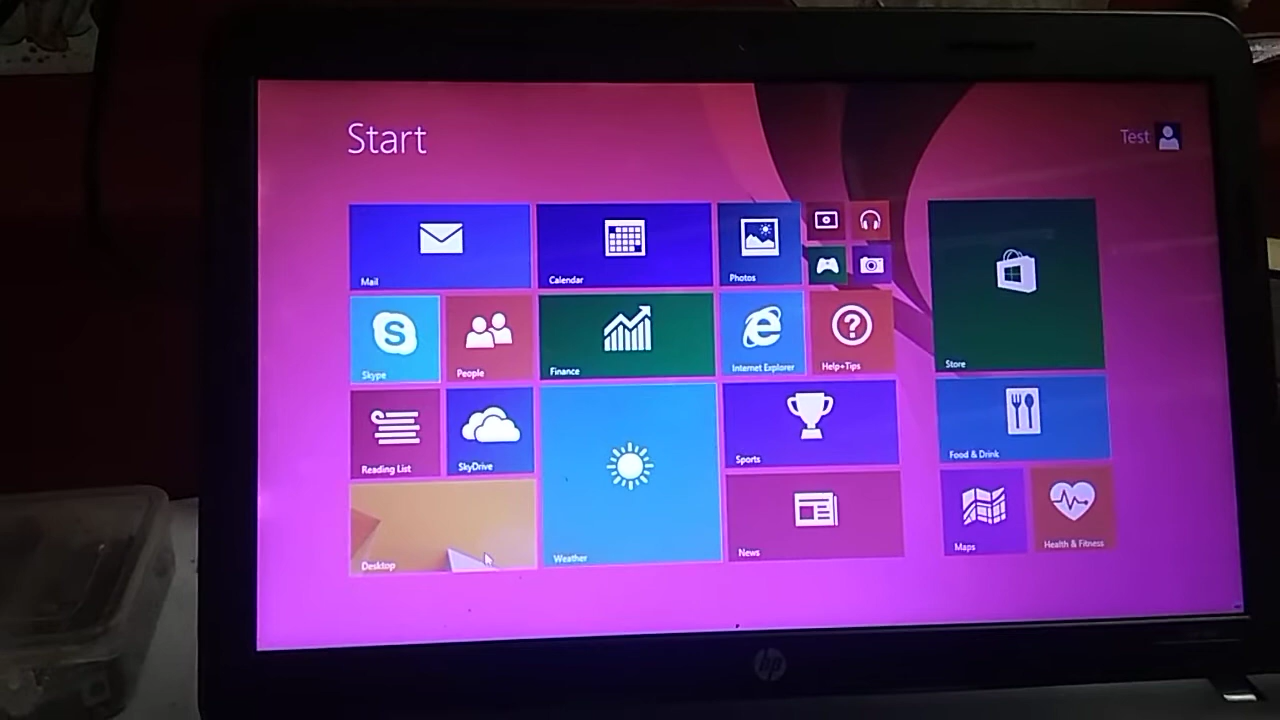 Start
Test
Mail
Calendar
Photos
Skype
People
Finance
Internet Explorer
Help+Tips
Store
Reading List
SkyDrive
Weather
Sports
Food & Drink
Desktop
News
Maps
Health & Fitness
hp